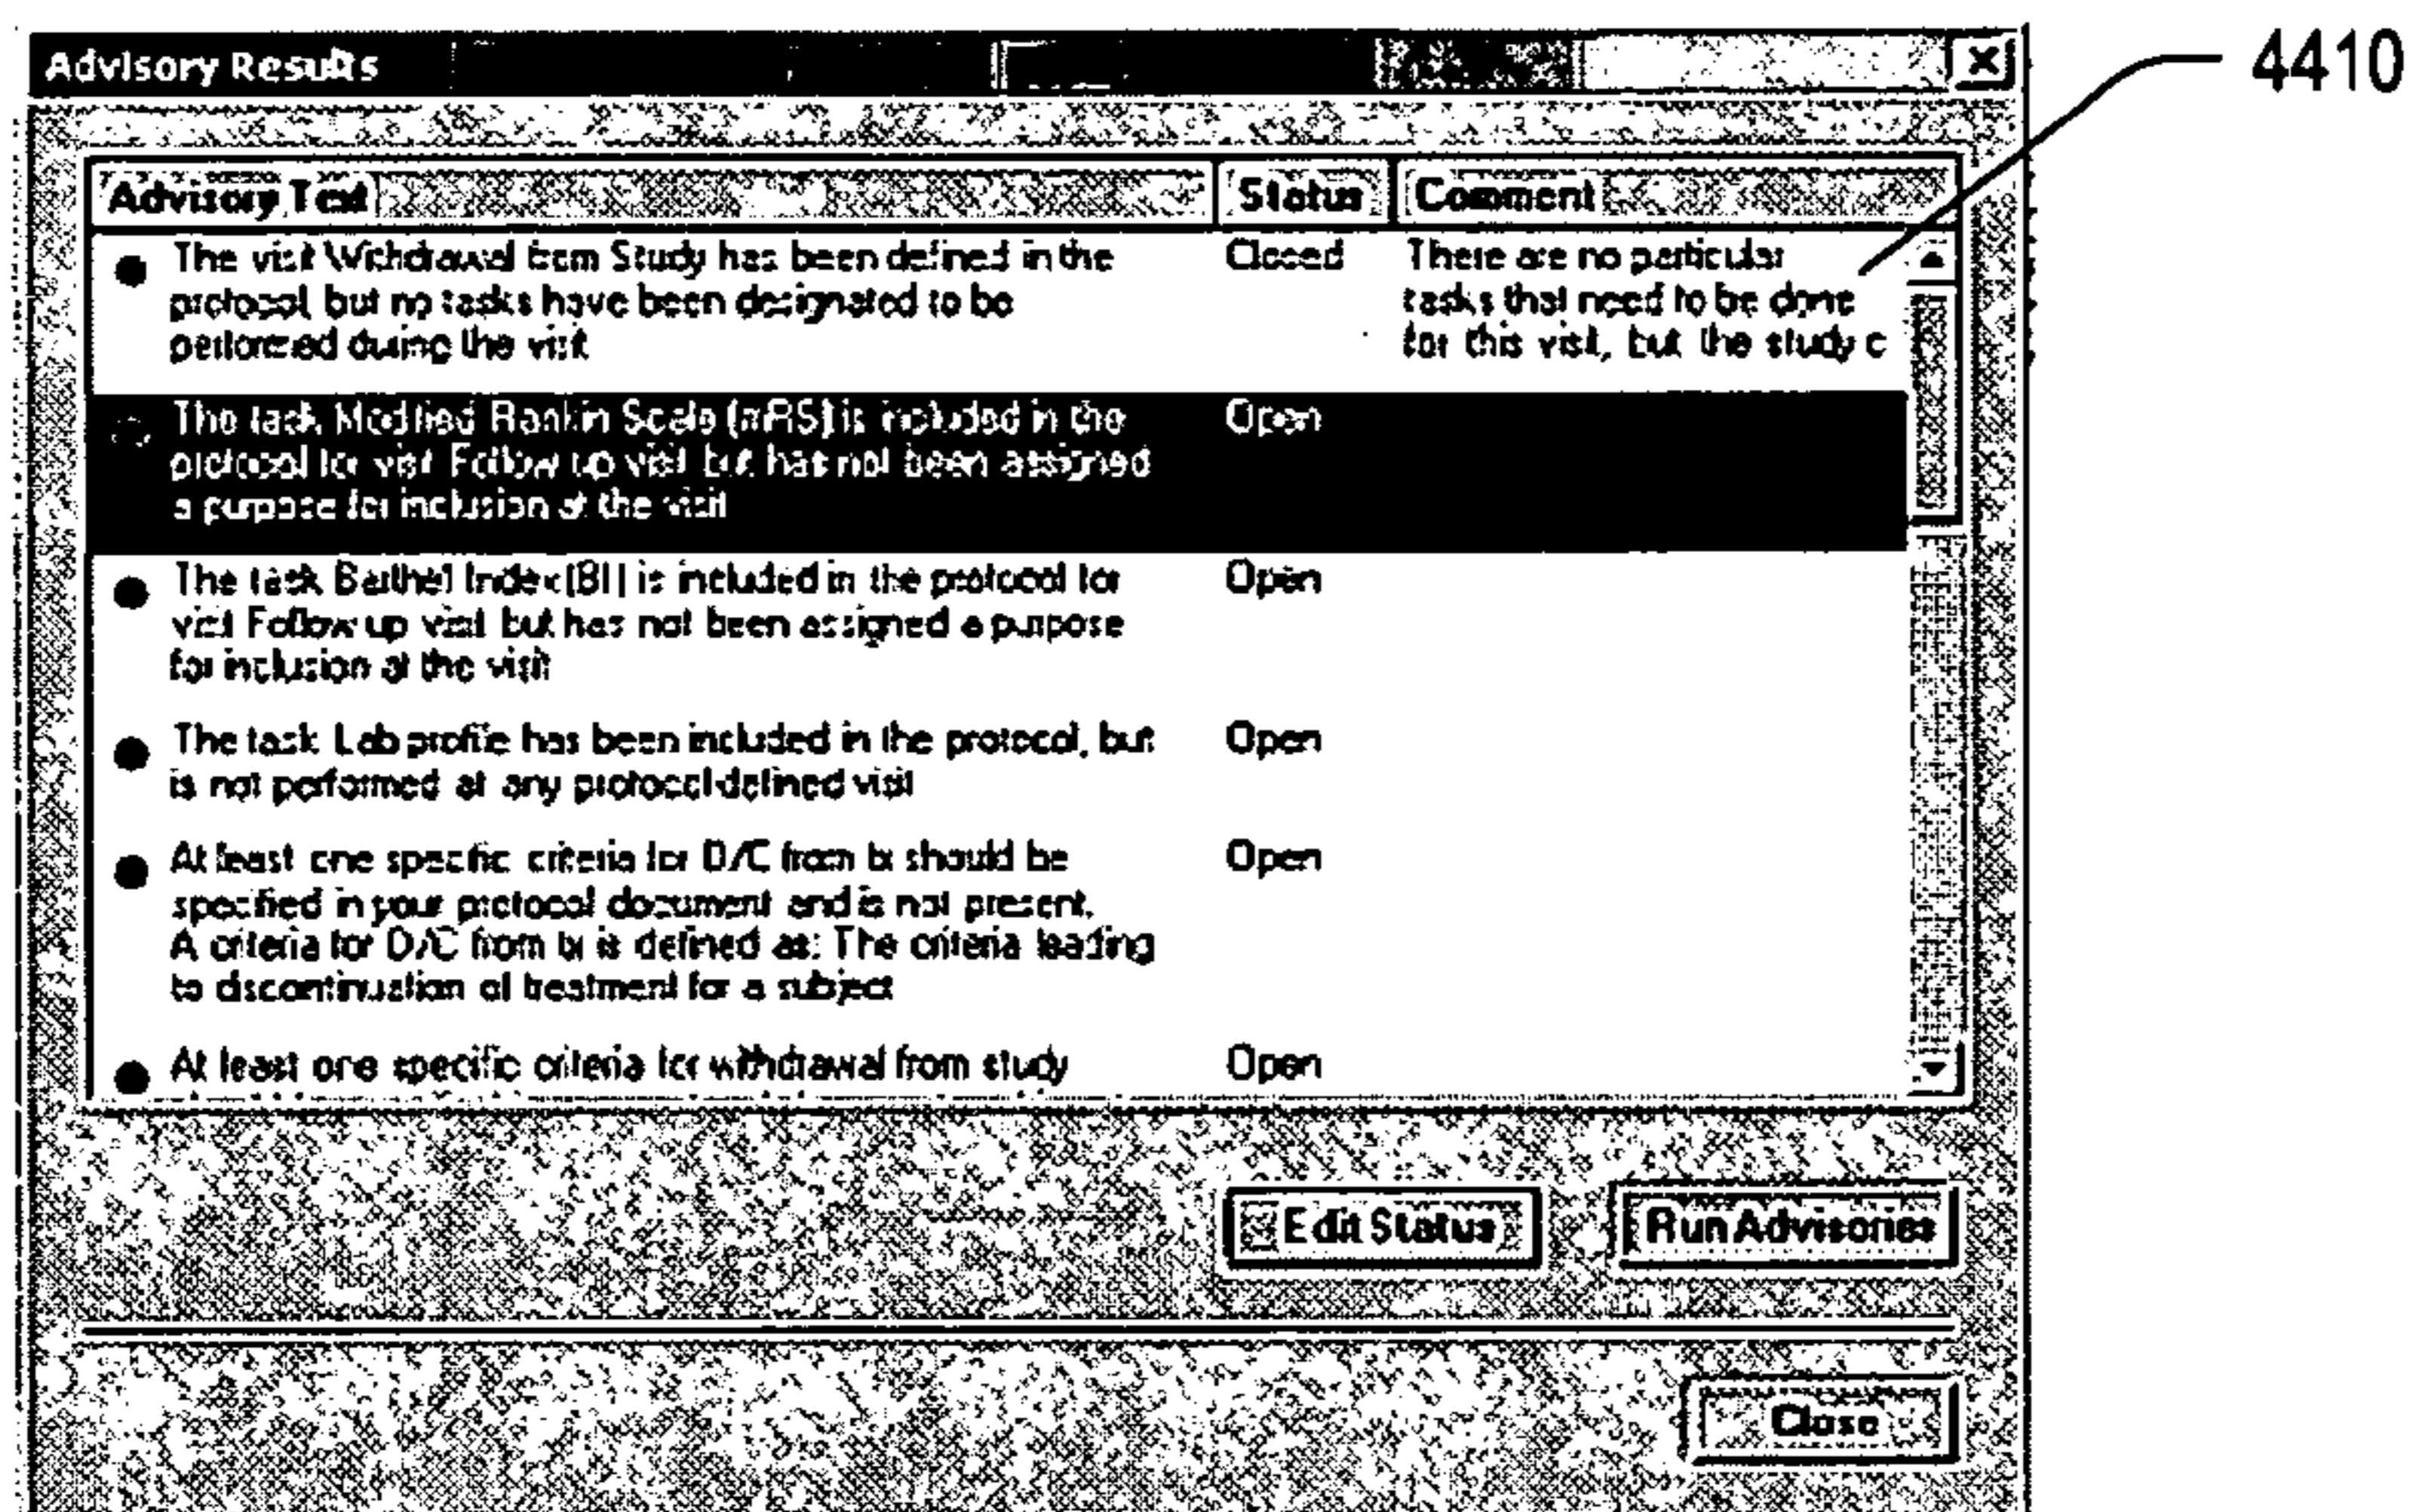 Advisory Results
4410
Advisory Text Status Comment
The visit Withdrawal from Study has been defined in the Closed There are no particular
protocol, but no tasks have been designated to be tasks that need to be done
performed during the visit for this visit, but the study c
The task Modified Rankin Scale (mRS) is included in the Open
protocol for visit Follow up visit but has not been assigned
a purpose for inclusion at the visit
The task Barthel Index (BI) is included in the protocol for Open
visit Follow up visit but has not been assigned a purpose
for inclusion at the visit
The task Lab profile has been included in the protocol, but Open
is not performed at any protocol-defined visit
At least one specific criteria for D/C from tx should be Open
specified in your protocol document and is not present.
A criteria for D/C from tx is defined as: The criteria leading
to discontinuation of treatment for a subject
At least one specific criteria for withdrawal from study Open
Edit Status Run Advisories
Close